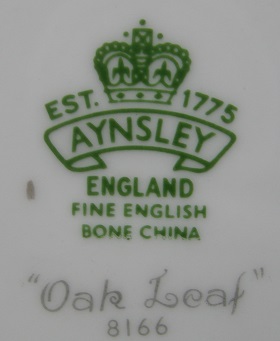 EST. 1775
AYNSLEY
ENGLAND
FINE ENGLISH
BONE CHINA
"Oak Leaf"
8166